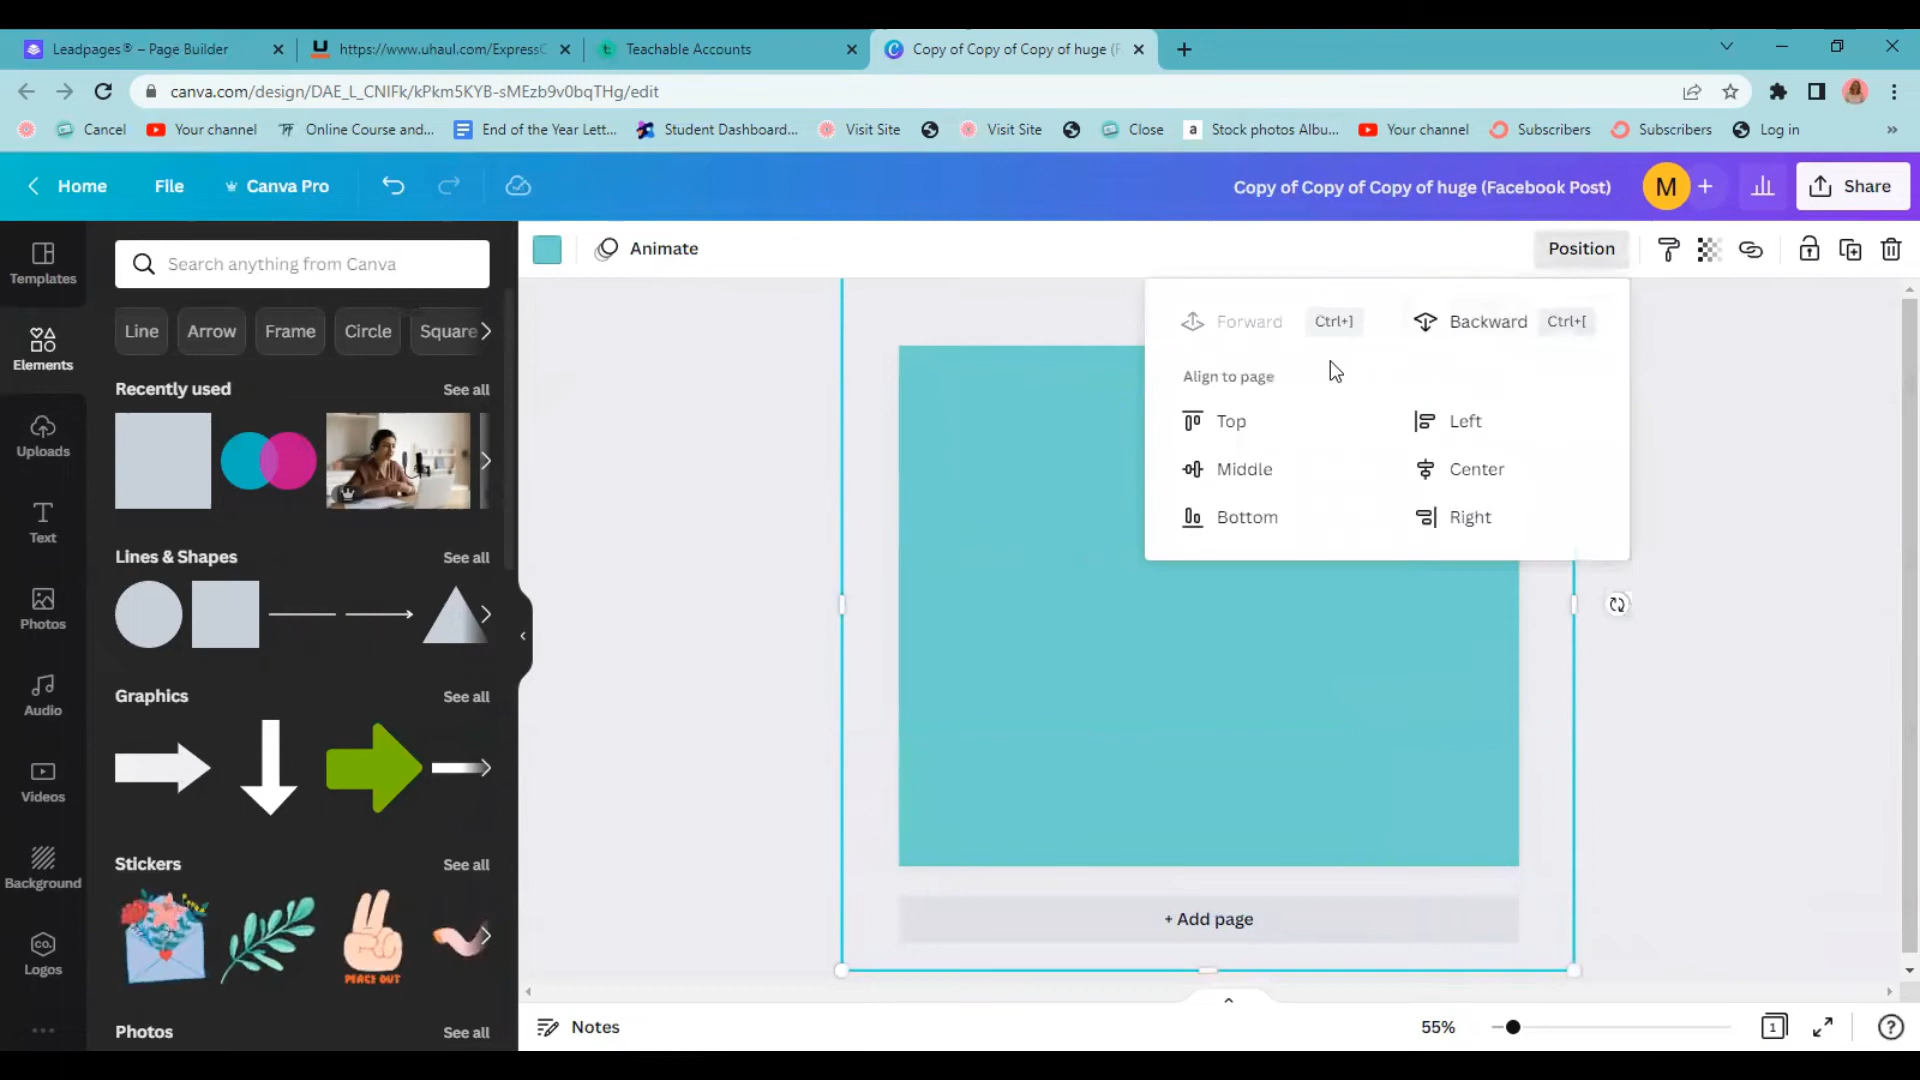 Leadpages® – Page Builder
https://www.uhaul.com/ExpressC
Teachable Accounts
Copy of Copy of Copy of huge (F
canva.com/design/DAE_L_CNIFk/kPkm5KYB-sMEzb9v0bqTHg/edit
Cancel
Your channel
Online Course and...
End of the Year Lett...
Student Dashboard...
Visit Site
Visit Site
Close
a
Stock photos Albu...
Your channel
Subscribers
Subscribers
Log in
»
Home
File
Canva Pro
Copy of Copy of Copy of huge (Facebook Post)
M
Share
Animate
Position
Templates
Elements
Uploads
Text
Photos
Audio
Videos
Background
CO.
Logos
Search anything from Canva
Line
Arrow
Frame
Circle
Square
Recently used
See all
Lines & Shapes
See all
Graphics
See all
Stickers
See all
PEACE OUT
Photos
See all
Forward
Ctrl+]
Backward
Ctrl+[
Align to page
Top
Left
Middle
Center
Bottom
Right
+ Add page
Notes
55%
1
?